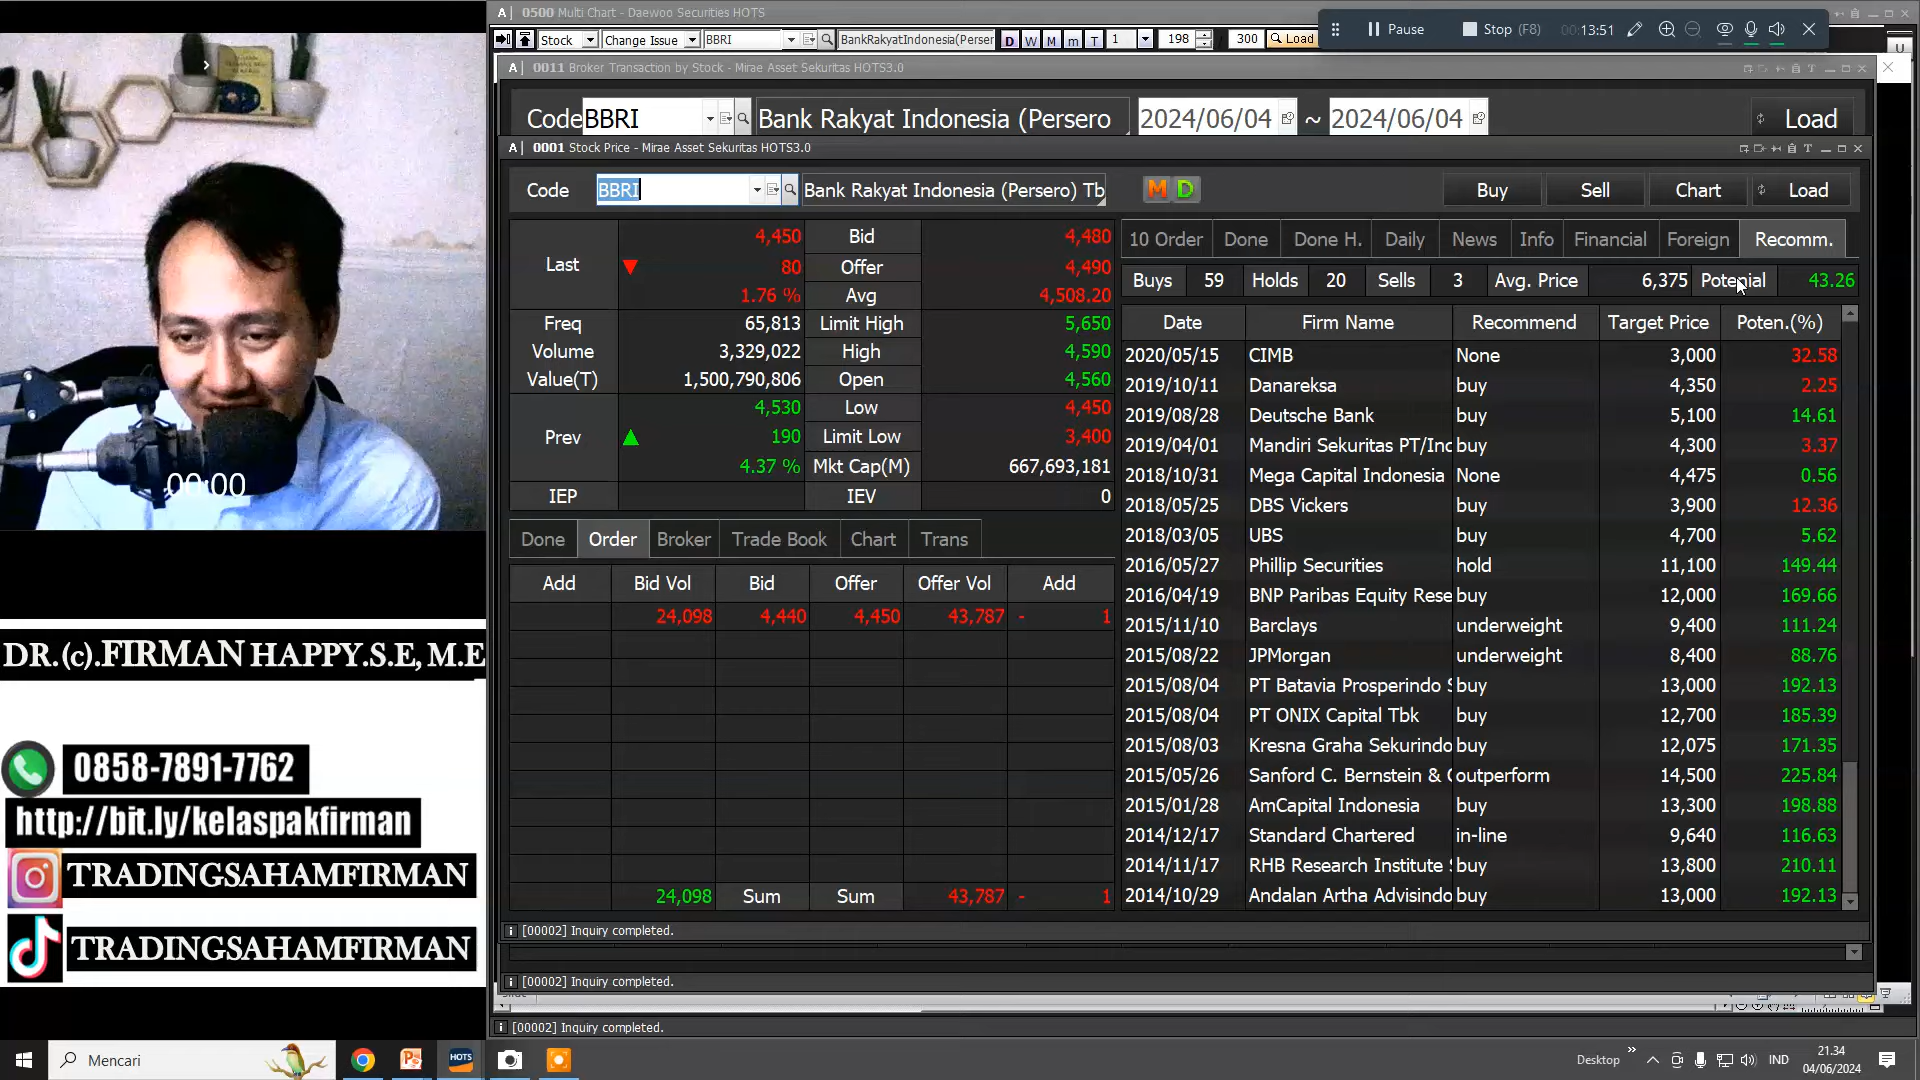 0500 Multi Chart - Daewoo Securities HOTS
Stock Change Issue BBRI BankRakyatIndonesia(Perser D W M m T 1 198 300 Load
Pause Stop (F8) 00:13:51
0011 Broker Transaction by Stock - Mirae Asset Sekuritas HOTS3.0
Code BBRI Bank Rakyat Indonesia (Persero 2024/06/04 ~ 2024/06/04 Load
0001 Stock Price - Mirae Asset Sekuritas HOTS3.0
Code BBRI Bank Rakyat Indonesia (Persero) Tb M D Buy Sell Chart Load
Last 4,450 Bid 4,480
80 Offer 4,490
1.76 % Avg 4,508.20
Freq 65,813 Limit High 5,650
Volume 3,329,022 High 4,590
Value(T) 1,500,790,806 Open 4,560
Prev 4,530 Low 4,450
190 Limit Low 3,400
4.37 % Mkt Cap(M) 667,693,181
IEP IEV 0
Done Order Broker Trade Book Chart Trans
Add Bid Vol Bid Offer Offer Vol Add
24,098 4,440 4,450 43,787 - 1
24,098 Sum Sum 43,787 - 1
10 Order Done Done H. Daily News Info Financial Foreign Recomm.
Buys 59 Holds 20 Sells 3 Avg. Price 6,375 Potenial 43.26
Date Firm Name Recommend Target Price Poten.(%)
2020/05/15 CIMB None 3,000 32.58
2019/10/11 Danareksa buy 4,350 2.25
2019/08/28 Deutsche Bank buy 5,100 14.61
2019/04/01 Mandiri Sekuritas PT/Inc buy 4,300 3.37
2018/10/31 Mega Capital Indonesia None 4,475 0.56
2018/05/25 DBS Vickers buy 3,900 12.36
2018/03/05 UBS buy 4,700 5.62
2016/05/27 Phillip Securities hold 11,100 149.44
2016/04/19 BNP Paribas Equity Rese buy 12,000 169.66
2015/11/10 Barclays underweight 9,400 111.24
2015/08/22 JPMorgan underweight 8,400 88.76
2015/08/04 PT Batavia Prosperindo S buy 13,000 192.13
2015/08/04 PT ONIX Capital Tbk buy 12,700 185.39
2015/08/03 Kresna Graha Sekurindo buy 12,075 171.35
2015/05/26 Sanford C. Bernstein & C outperform 14,500 225.84
2015/01/28 AmCapital Indonesia buy 13,300 198.88
2014/12/17 Standard Chartered in-line 9,640 116.63
2014/11/17 RHB Research Institute S buy 13,800 210.11
2014/10/29 Andalan Artha Advisindo buy 13,000 192.13
[00002] Inquiry completed.
[00002] Inquiry completed.
[00002] Inquiry completed.
00:00
DR.(c).FIRMAN HAPPY.S.E, M.E
0858-7891-7762
http://bit.ly/kelaspakfirman
TRADINGSAHAMFIRMAN
TRADINGSAHAMFIRMAN
Mencari HOTS Desktop IND 21.34
04/06/2024